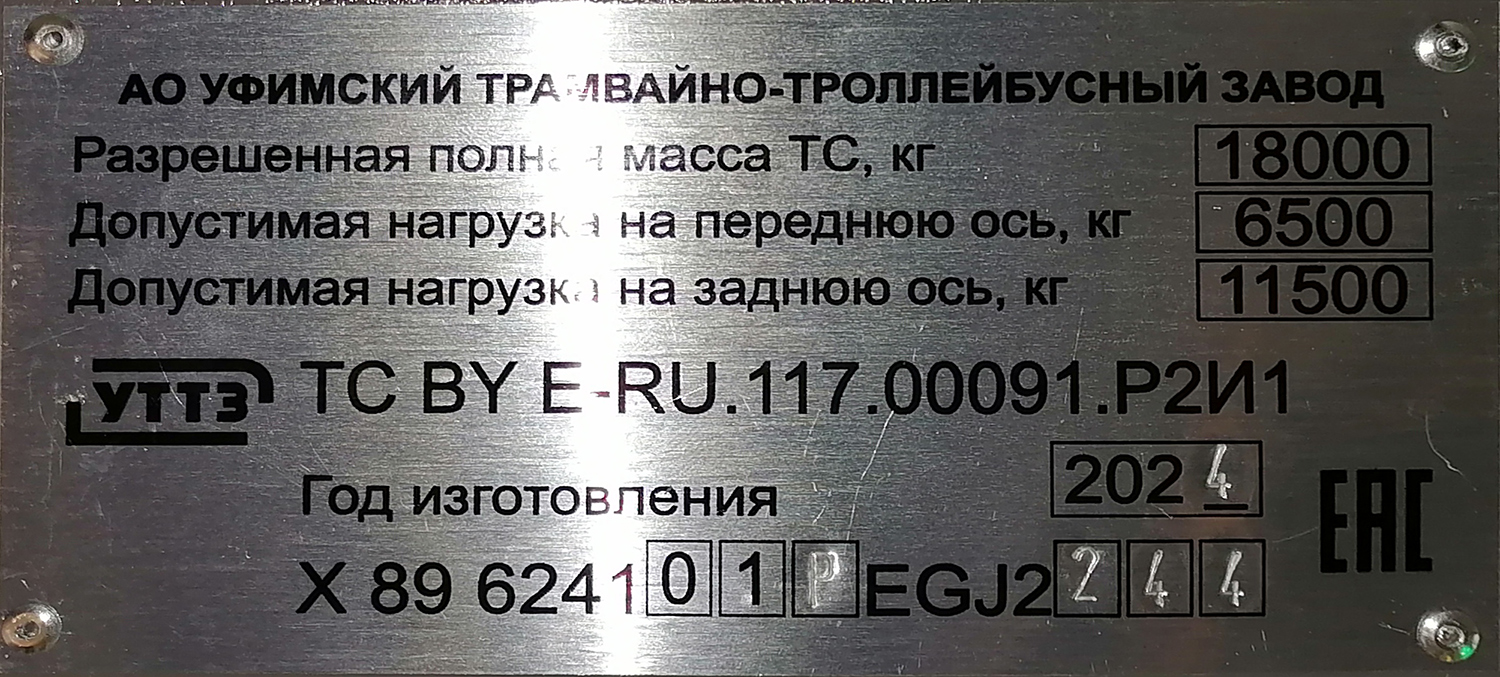 АО УФИМСКИЙ ТРАМВАЙНО-ТРОЛЛЕЙБУСНЫЙ ЗАВОД
Разрешенная полная масса ТС, кг 18000
Допустимая нагрузка на переднюю ось, кг 6500
Допустимая нагрузка на заднюю ось, кг 11500
УТТЗ ТС BY E-RU.117.00091.Р2И1
Год изготовления 2024
EAC
X 89 624101PEGJ2244